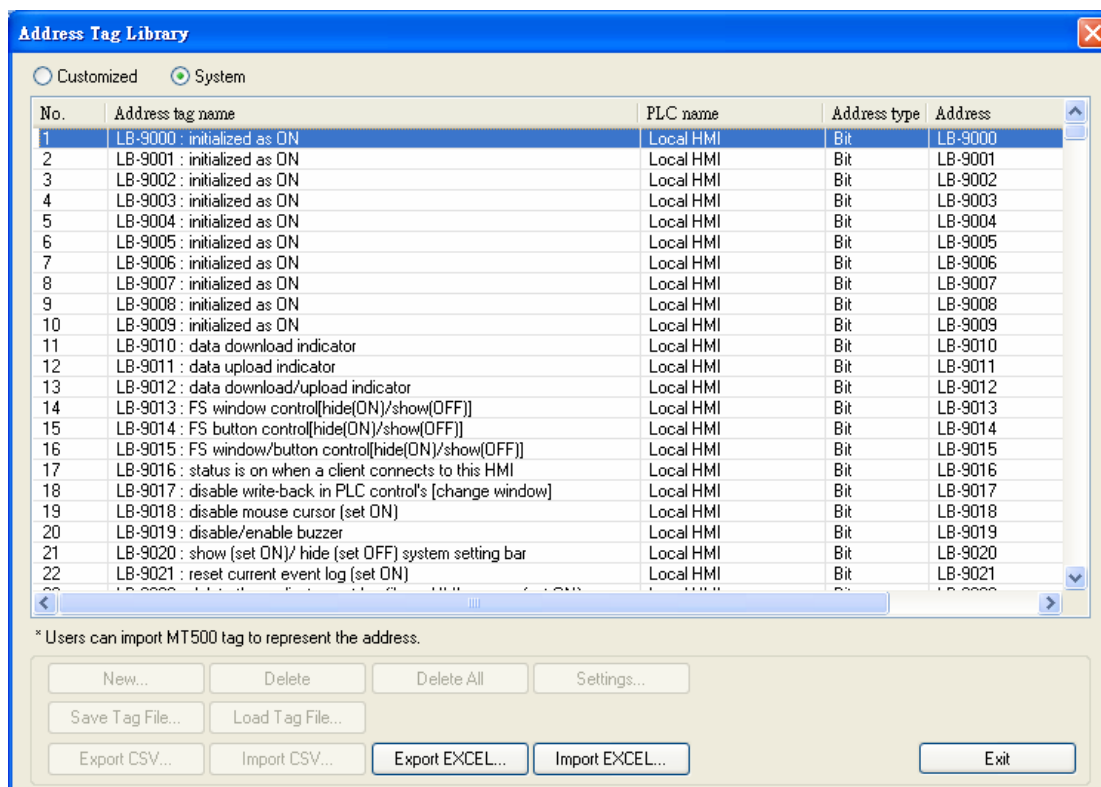 Address Tag Library
Customized System
No. Address tag name PLC name Address type Address
1 LB-9000 : initialized as ON Local HMI Bit LB-9000
2 LB-9001 : initialized as ON Local HMI Bit LB-9001
3 LB-9002 : initialized as ON Local HMI Bit LB-9002
4 LB-9003 : initialized as ON Local HMI Bit LB-9003
5 LB-9004 : initialized as ON Local HMI Bit LB-9004
6 LB-9005 : initialized as ON Local HMI Bit LB-9005
7 LB-9006 : initialized as ON Local HMI Bit LB-9006
8 LB-9007 : initialized as ON Local HMI Bit LB-9007
9 LB-9008 : initialized as ON Local HMI Bit LB-9008
10 LB-9009 : initialized as ON Local HMI Bit LB-9009
11 LB-9010 : data download indicator Local HMI Bit LB-9010
12 LB-9011 : data upload indicator Local HMI Bit LB-9011
13 LB-9012 : data download/upload indicator Local HMI Bit LB-9012
14 LB-9013 : FS window control[hide(ON)/show(OFF)] Local HMI Bit LB-9013
15 LB-9014 : FS button control[hide(ON)/show(OFF)] Local HMI Bit LB-9014
16 LB-9015 : FS window/button control[hide(ON)/show(OFF)] Local HMI Bit LB-9015
17 LB-9016 : status is on when a client connects to this HMI Local HMI Bit LB-9016
18 LB-9017 : disable write-back in PLC control's [change window] Local HMI Bit LB-9017
19 LB-9018 : disable mouse cursor (set ON) Local HMI Bit LB-9018
20 LB-9019 : disable/enable buzzer Local HMI Bit LB-9019
21 LB-9020 : show (set ON)/ hide (set OFF) system setting bar Local HMI Bit LB-9020
22 LB-9021 : reset current event log (set ON) Local HMI Bit LB-9021
* Users can import MT500 tag to represent the address.
New... Delete Delete All Settings...
Save Tag File... Load Tag File...
Export CSV... Import CSV... Export EXCEL... Import EXCEL... Exit